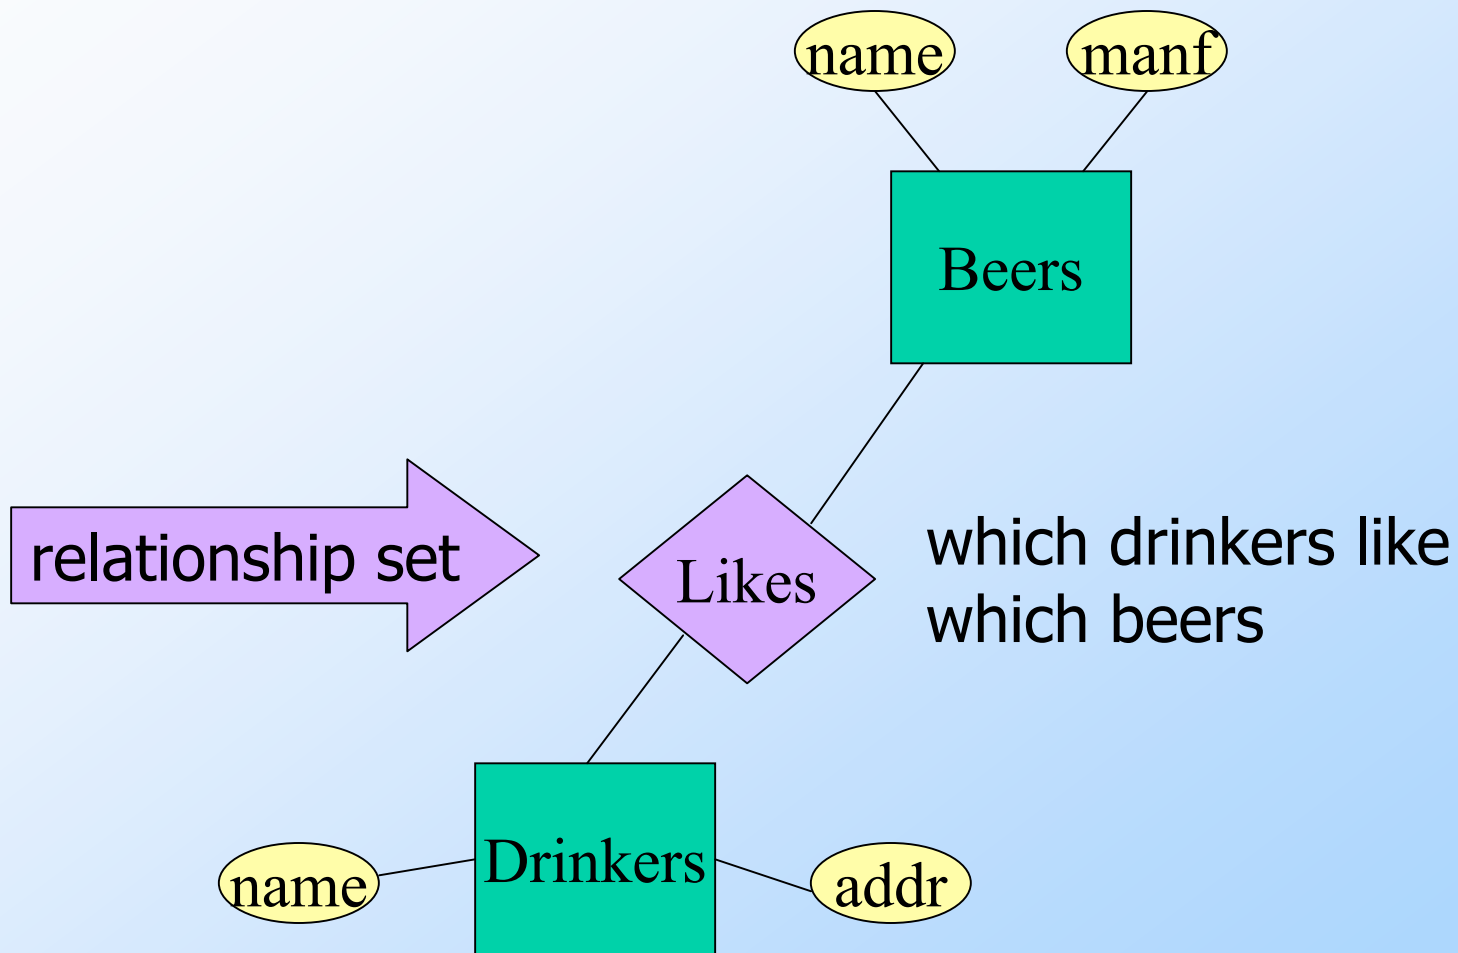 name
manf
Beers
relationship set
Likes
which drinkers like
which beers
Drinkers
name
addr